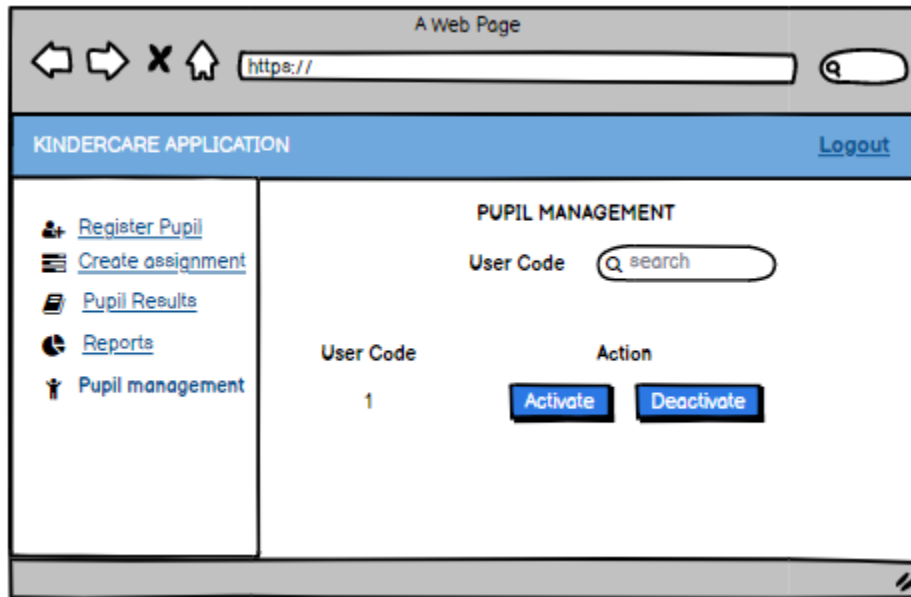 A Web Page
https://
KINDERCARE APPLICATION Logout
Register Pupil
Create assignment
Pupil Results
Reports
Pupil management
PUPIL MANAGEMENT
User Code search
User Code Action
1 Activate Deactivate